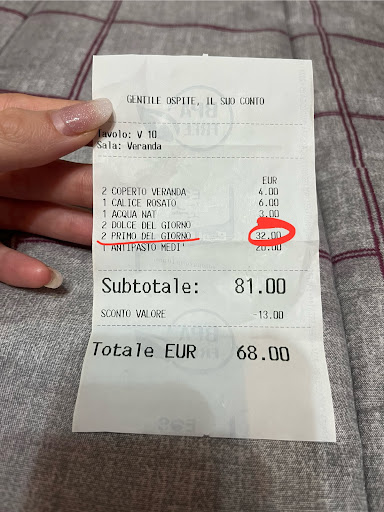 GENTILE OSPITE, IL SUO CONTO
Tavolo: V 10
Sala: Veranda
EUR
2 COPERTO VERANDA 4.00
1 CALICE ROSATO 6.00
1 ACQUA NAT 3.00
2 DOLCE DEL GIORNO
2 PRIMO DEL GIORNO 32.00
1 ANTIPASTO MEDI' 20.00
Subtotale: 81.00
SCONTO VALORE -13.00
Totale EUR 68.00